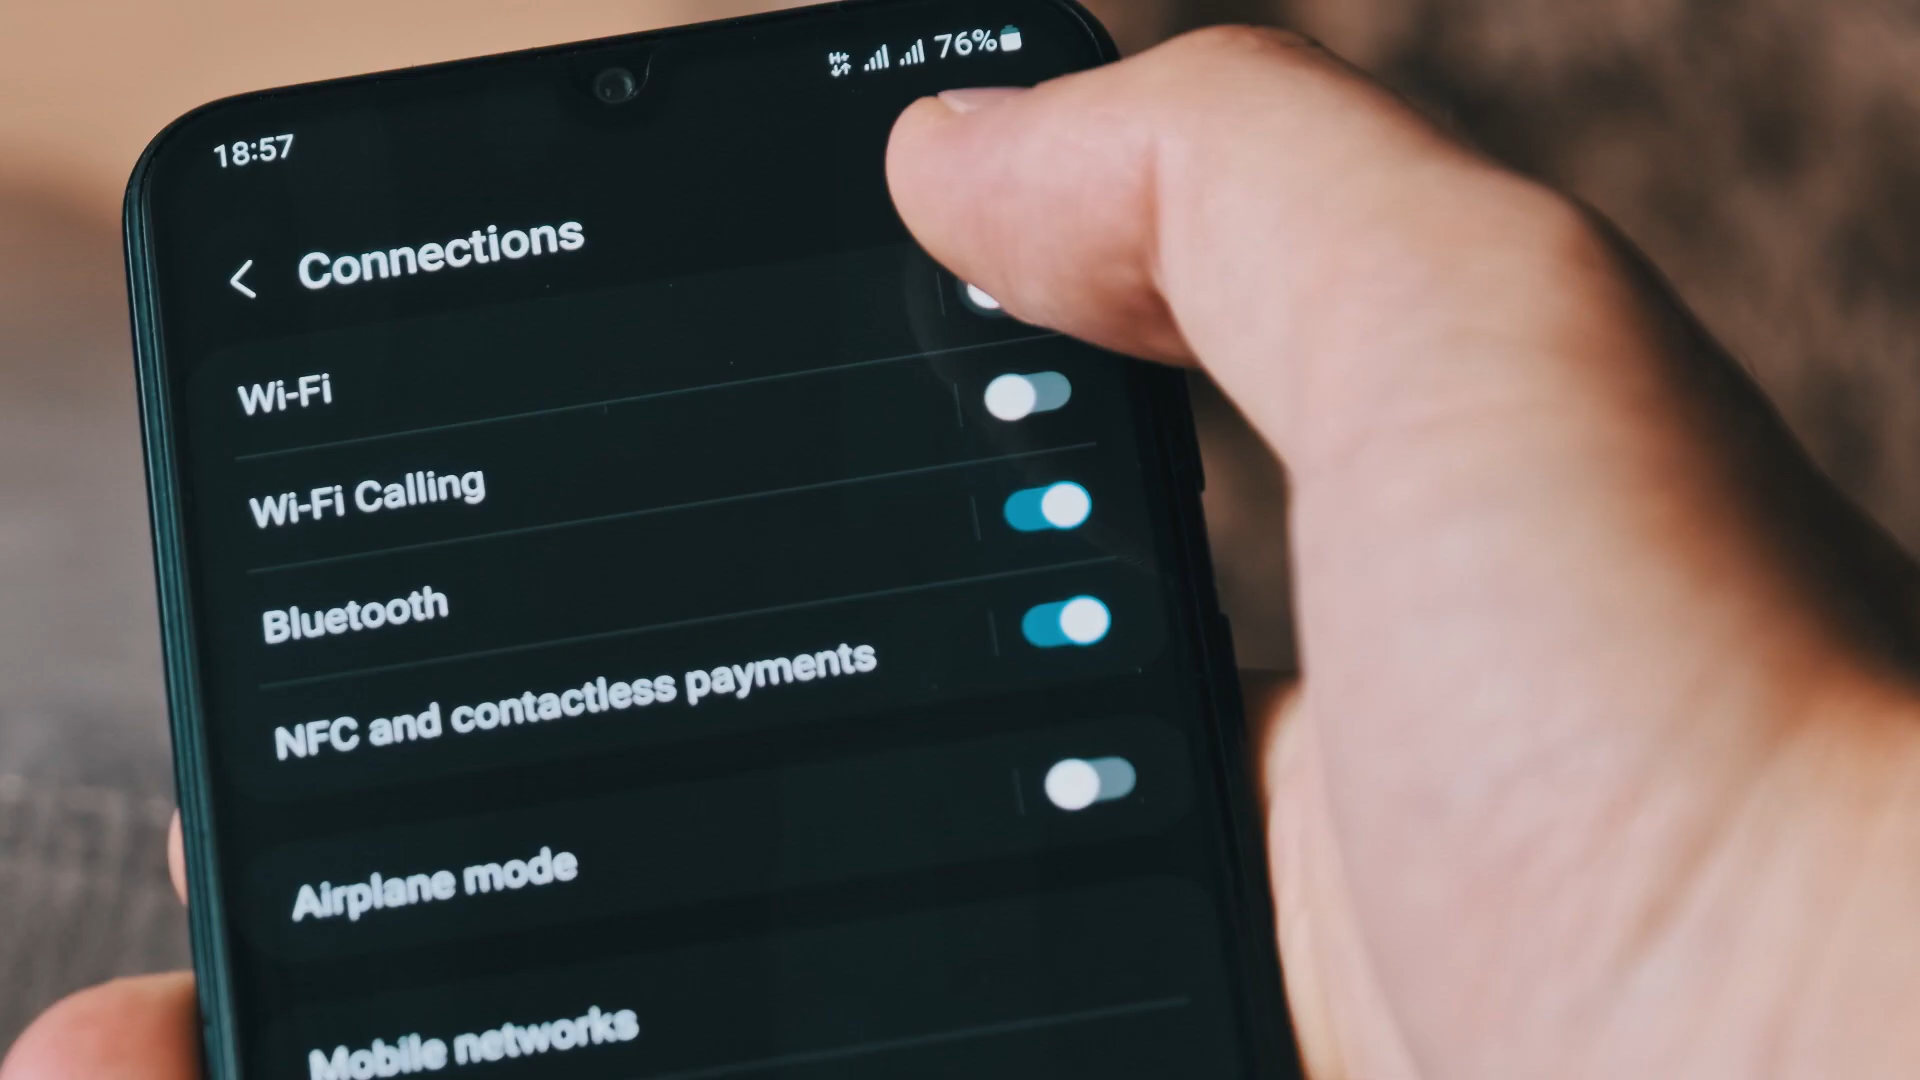 H+ 76%
18:57
Connections
Wi-Fi
Wi-Fi Calling
Bluetooth
NFC and contactless payments
Airplane mode
Mobile networks